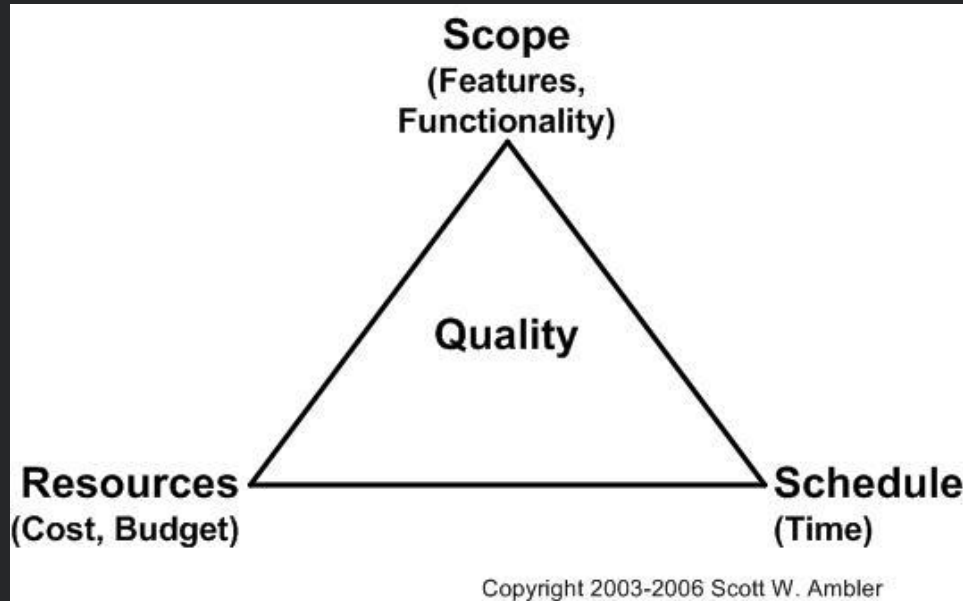 Scope
(Features,
Functionality)
Quality
Resources
(Cost, Budget)
Schedule
(Time)
Copyright 2003-2006 Scott W. Ambler